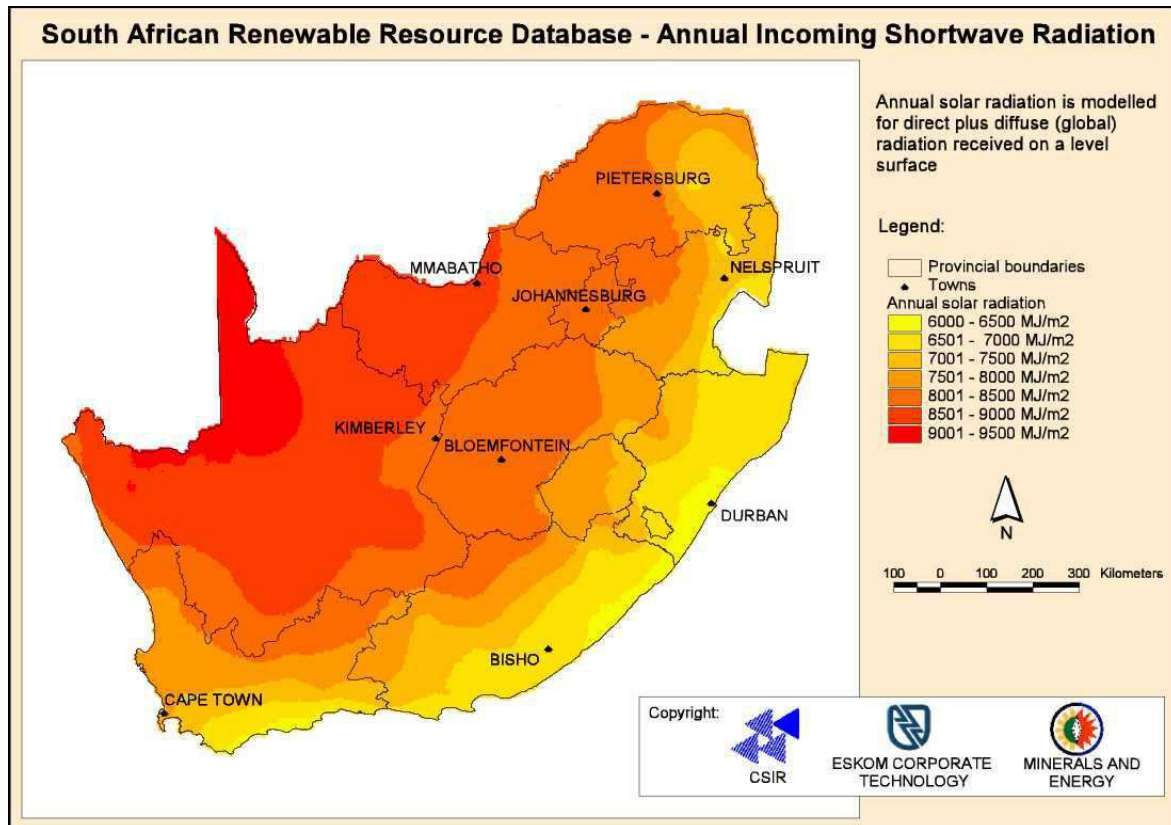 South African Renewable Resource Database - Annual Incoming Shortwave Radiation
Annual solar radiation is modelled
for direct plus diffuse (global)
radiation received on a level
surface
PIETERSBURG
Legend:
MMABATHO
NELSPRUIT
Provincial boundaries
Towns
JOHANNESBURG
Annual solar radiation
6000 - 6500 MJ/m2
6501 - 7000 MJ/m2
7001 - 7500 MJ/m2
7501 - 8000 MJ/m2
8001 - 8500 MJ/m2
8501 - 9000 MJ/m2
9001 - 9500 MJ/m2
KIMBERLEY
BLOEMFONTEIN
DURBAN
N
100 0 100 200 300 Kilometers
BISHO
CAPE TOWN
Copyright:
CSIR
ESKOM CORPORATE
TECHNOLOGY
MINERALS AND
ENERGY